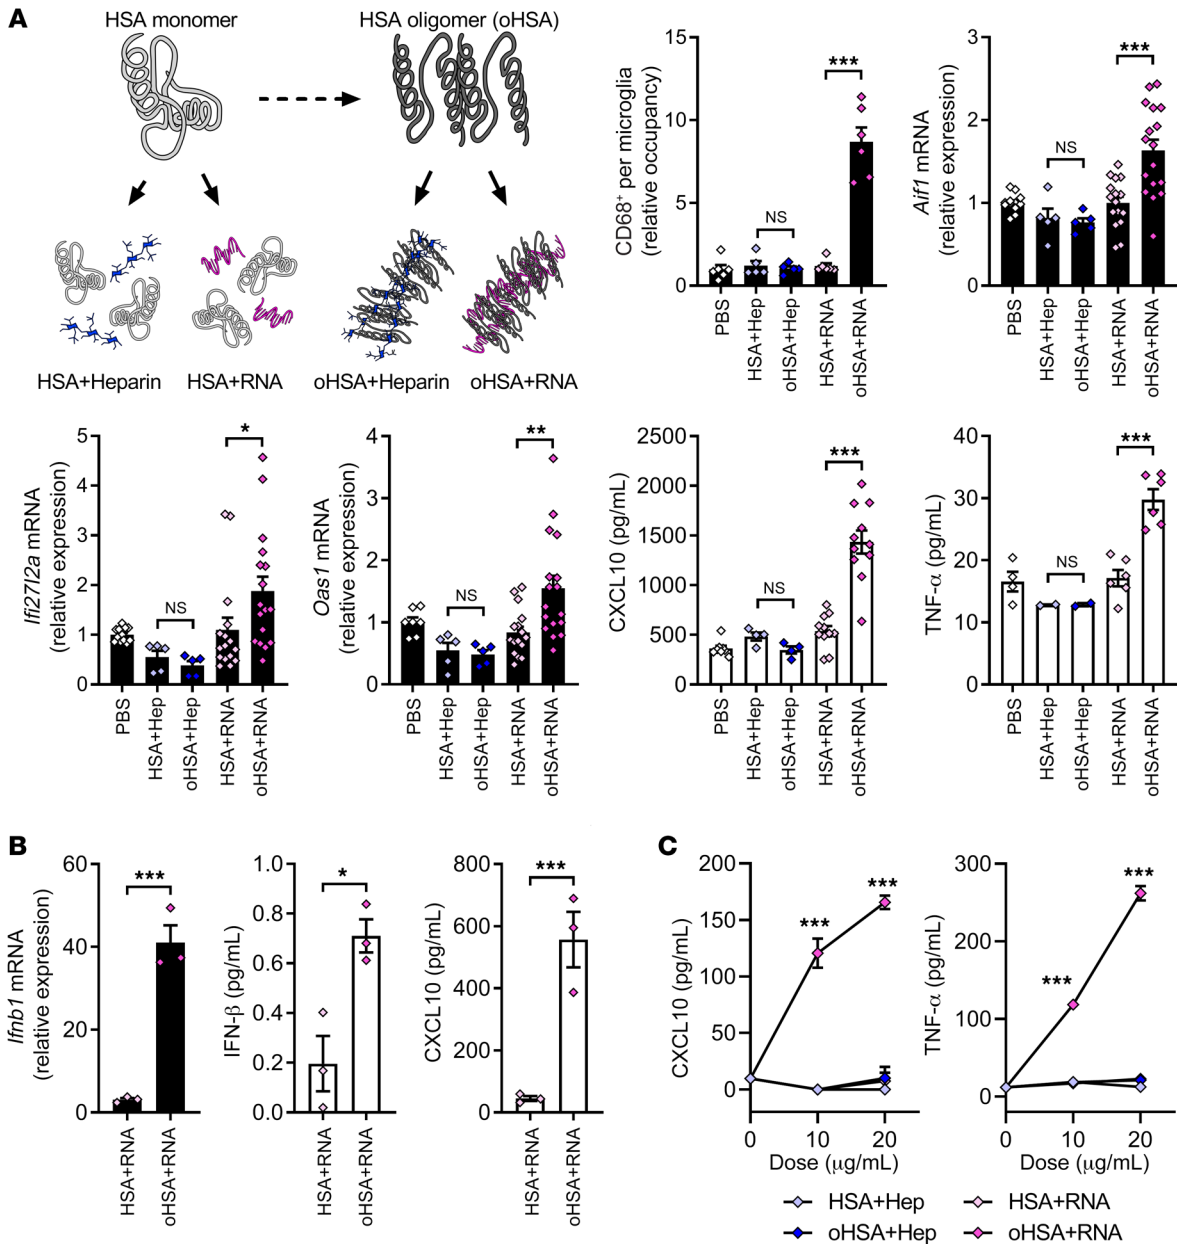 A
HSA monomer
HSA oligomer (oHSA)
HSA+Heparin
HSA+RNA
oHSA+Heparin
oHSA+RNA
CD68⁺ per microglia
(relative occupancy)
15
10
5
0
NS
***
PBS
HSA+Hep
oHSA+Hep
HSA+RNA
oHSA+RNA
Aif1 mRNA
(relative expression)
3
2
1
0
NS
***
PBS
HSA+Hep
oHSA+Hep
HSA+RNA
oHSA+RNA
Ifi27l2a mRNA
(relative expression)
5
4
3
2
1
0
NS
*
PBS
HSA+Hep
oHSA+Hep
HSA+RNA
oHSA+RNA
Oas1 mRNA
(relative expression)
4
3
2
1
0
NS
**
PBS
HSA+Hep
oHSA+Hep
HSA+RNA
oHSA+RNA
CXCL10 (pg/mL)
2500
2000
1500
1000
500
0
NS
***
PBS
HSA+Hep
oHSA+Hep
HSA+RNA
oHSA+RNA
TNF-α (pg/mL)
40
30
20
10
0
NS
***
PBS
HSA+Hep
oHSA+Hep
HSA+RNA
oHSA+RNA
B
Ifnb1 mRNA
(relative expression)
60
40
20
0
***
HSA+RNA
oHSA+RNA
IFN-β (pg/mL)
1.0
0.8
0.6
0.4
0.2
0.0
*
HSA+RNA
oHSA+RNA
CXCL10 (pg/mL)
800
600
400
200
0
***
HSA+RNA
oHSA+RNA
C
CXCL10 (pg/mL)
200
150
100
50
0
***
***
0 10 20
Dose (μg/mL)
TNF-α (pg/mL)
300
200
100
0
***
***
0 10 20
Dose (μg/mL)
HSA+Hep
HSA+RNA
oHSA+Hep
oHSA+RNA